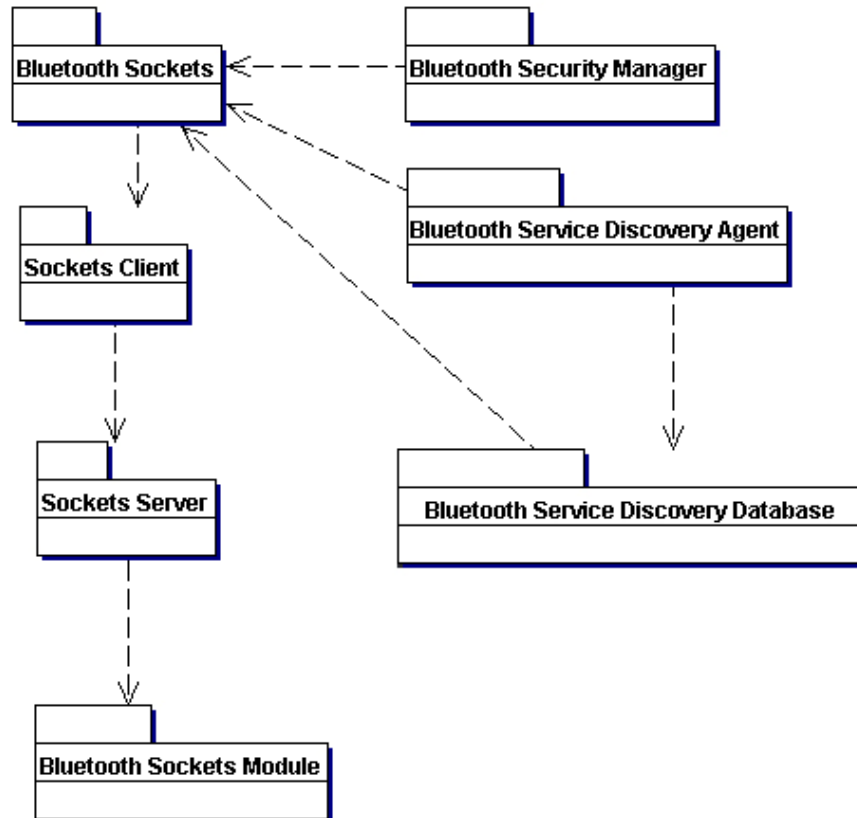 Bluetooth Sockets
Bluetooth Security Manager
Bluetooth Service Discovery Agent
Sockets Client
Sockets Server
Bluetooth Service Discovery Database
Bluetooth Sockets Module